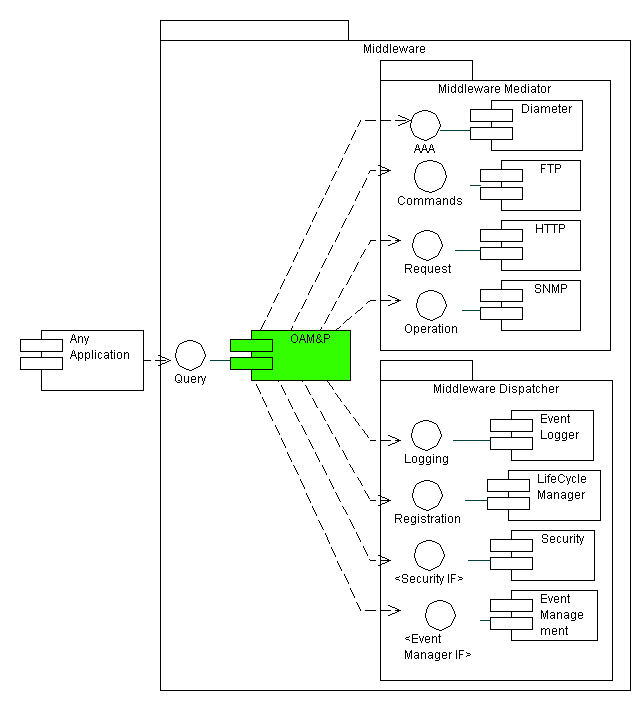 Middleware
Middleware Mediator
Diameter
AAA
FTP
Commands
HTTP
Request
SNMP
Operation
Any
Application
Query
OAM&P
Middleware Dispatcher
Event
Logger
Logging
LifeCycle
Manager
Registration
Security
<Security IF>
Event
Manage
ment
<Event
Manager IF>